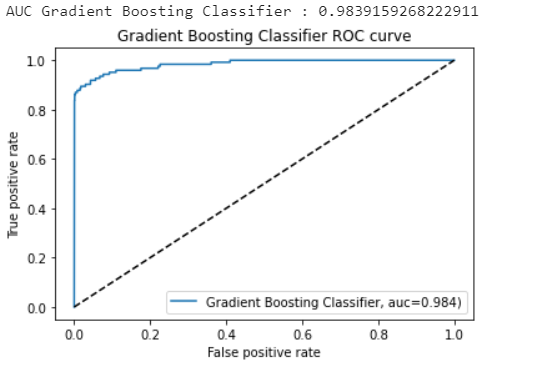 AUC Gradient Boosting Classifier : 0.9839159268222911
Gradient Boosting Classifier ROC curve
1.0
0.8
0.6
0.4
0.2
0.0
True positive rate
Gradient Boosting Classifier, auc=0.984)
0.0 0.2 0.4 0.6 0.8 1.0
False positive rate